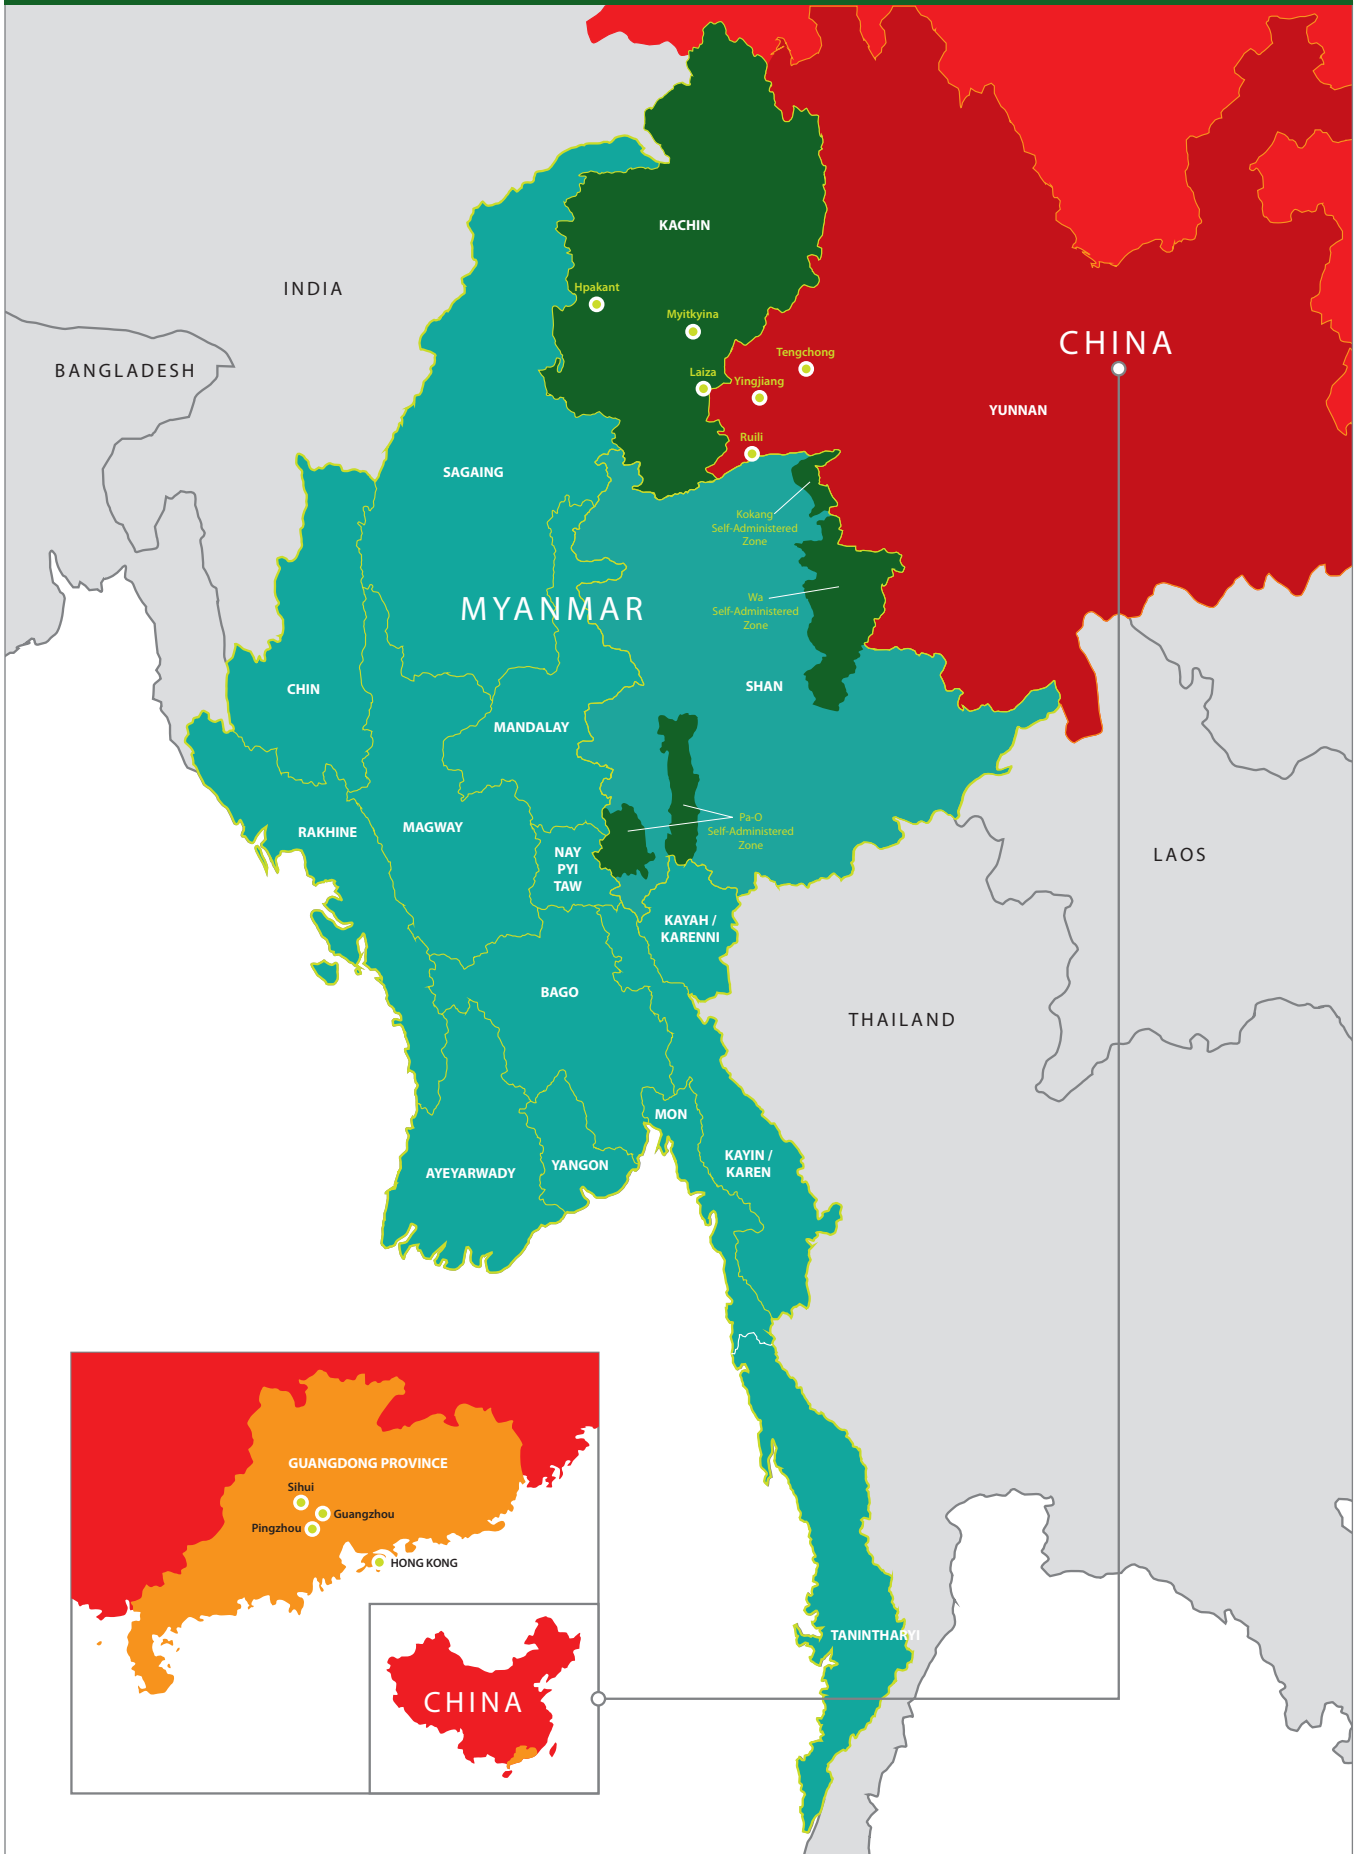 KACHIN
INDIA
Hpakant
Myitkyina
CHINA
Tengchong
BANGLADESH
Laiza
Yingjiang
YUNNAN
Ruili
SAGAING
Kokang
Self-Administered
Zone
MYANMAR
Wa
Self-Administered
Zone
CHIN
SHAN
MANDALAY
Pa-O
Self-Administered
Zone
RAKHINE
MAGWAY
NAY
PYI
TAW
LAOS
KAYAH /
KARENNI
BAGO
THAILAND
MON
KAYIN /
KAREN
AYEYARWADY
YANGON
GUANGDONG PROVINCE
Sihui
Guangzhou
Pingzhou
HONG KONG
TANINTHARYI
CHINA